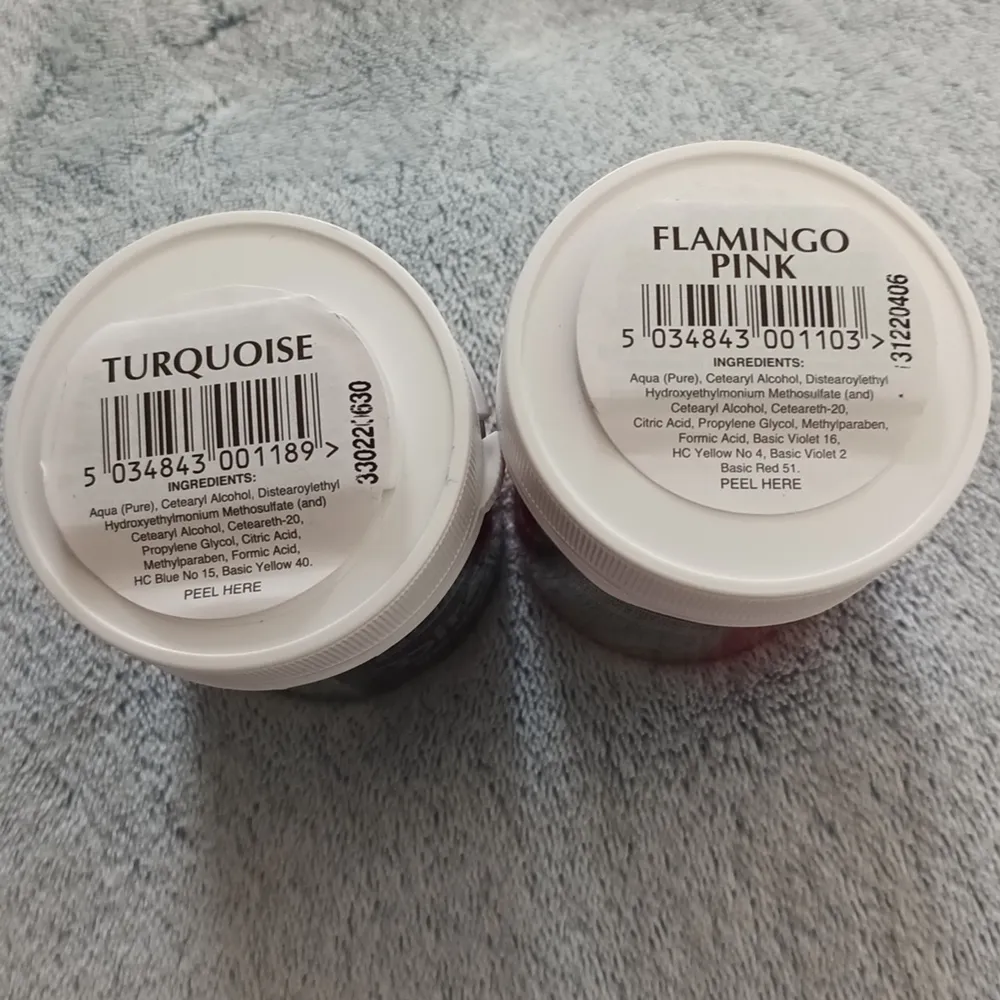 TURQUOISE
5 034843 001189 >
INGREDIENTS:
Aqua (Pure), Cetearyl Alcohol, Distearoylethyl
Hydroxyethylmonium Methosulfate (and)
Cetearyl Alcohol, Ceteareth-20,
Propylene Glycol, Citric Acid,
Methylparaben, Formic Acid,
HC Blue No 15, Basic Yellow 40.
PEEL HERE
330220630
FLAMINGO
PINK
5 034843 001103 >
INGREDIENTS:
Aqua (Pure), Cetearyl Alcohol, Distearoylethyl
Hydroxyethylmonium Methosulfate (and)
Cetearyl Alcohol, Ceteareth-20,
Citric Acid, Propylene Glycol, Methylparaben,
Formic Acid, Basic Violet 16,
HC Yellow No 4, Basic Violet 2
Basic Red 51.
PEEL HERE